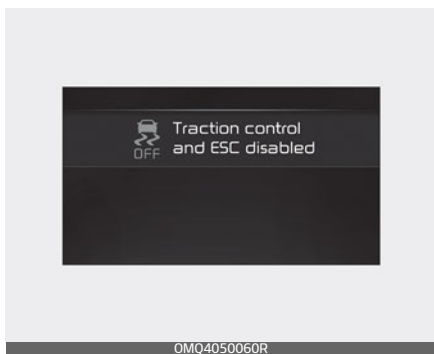 Traction control
OFF and ESC disabled
OMQ4050060R